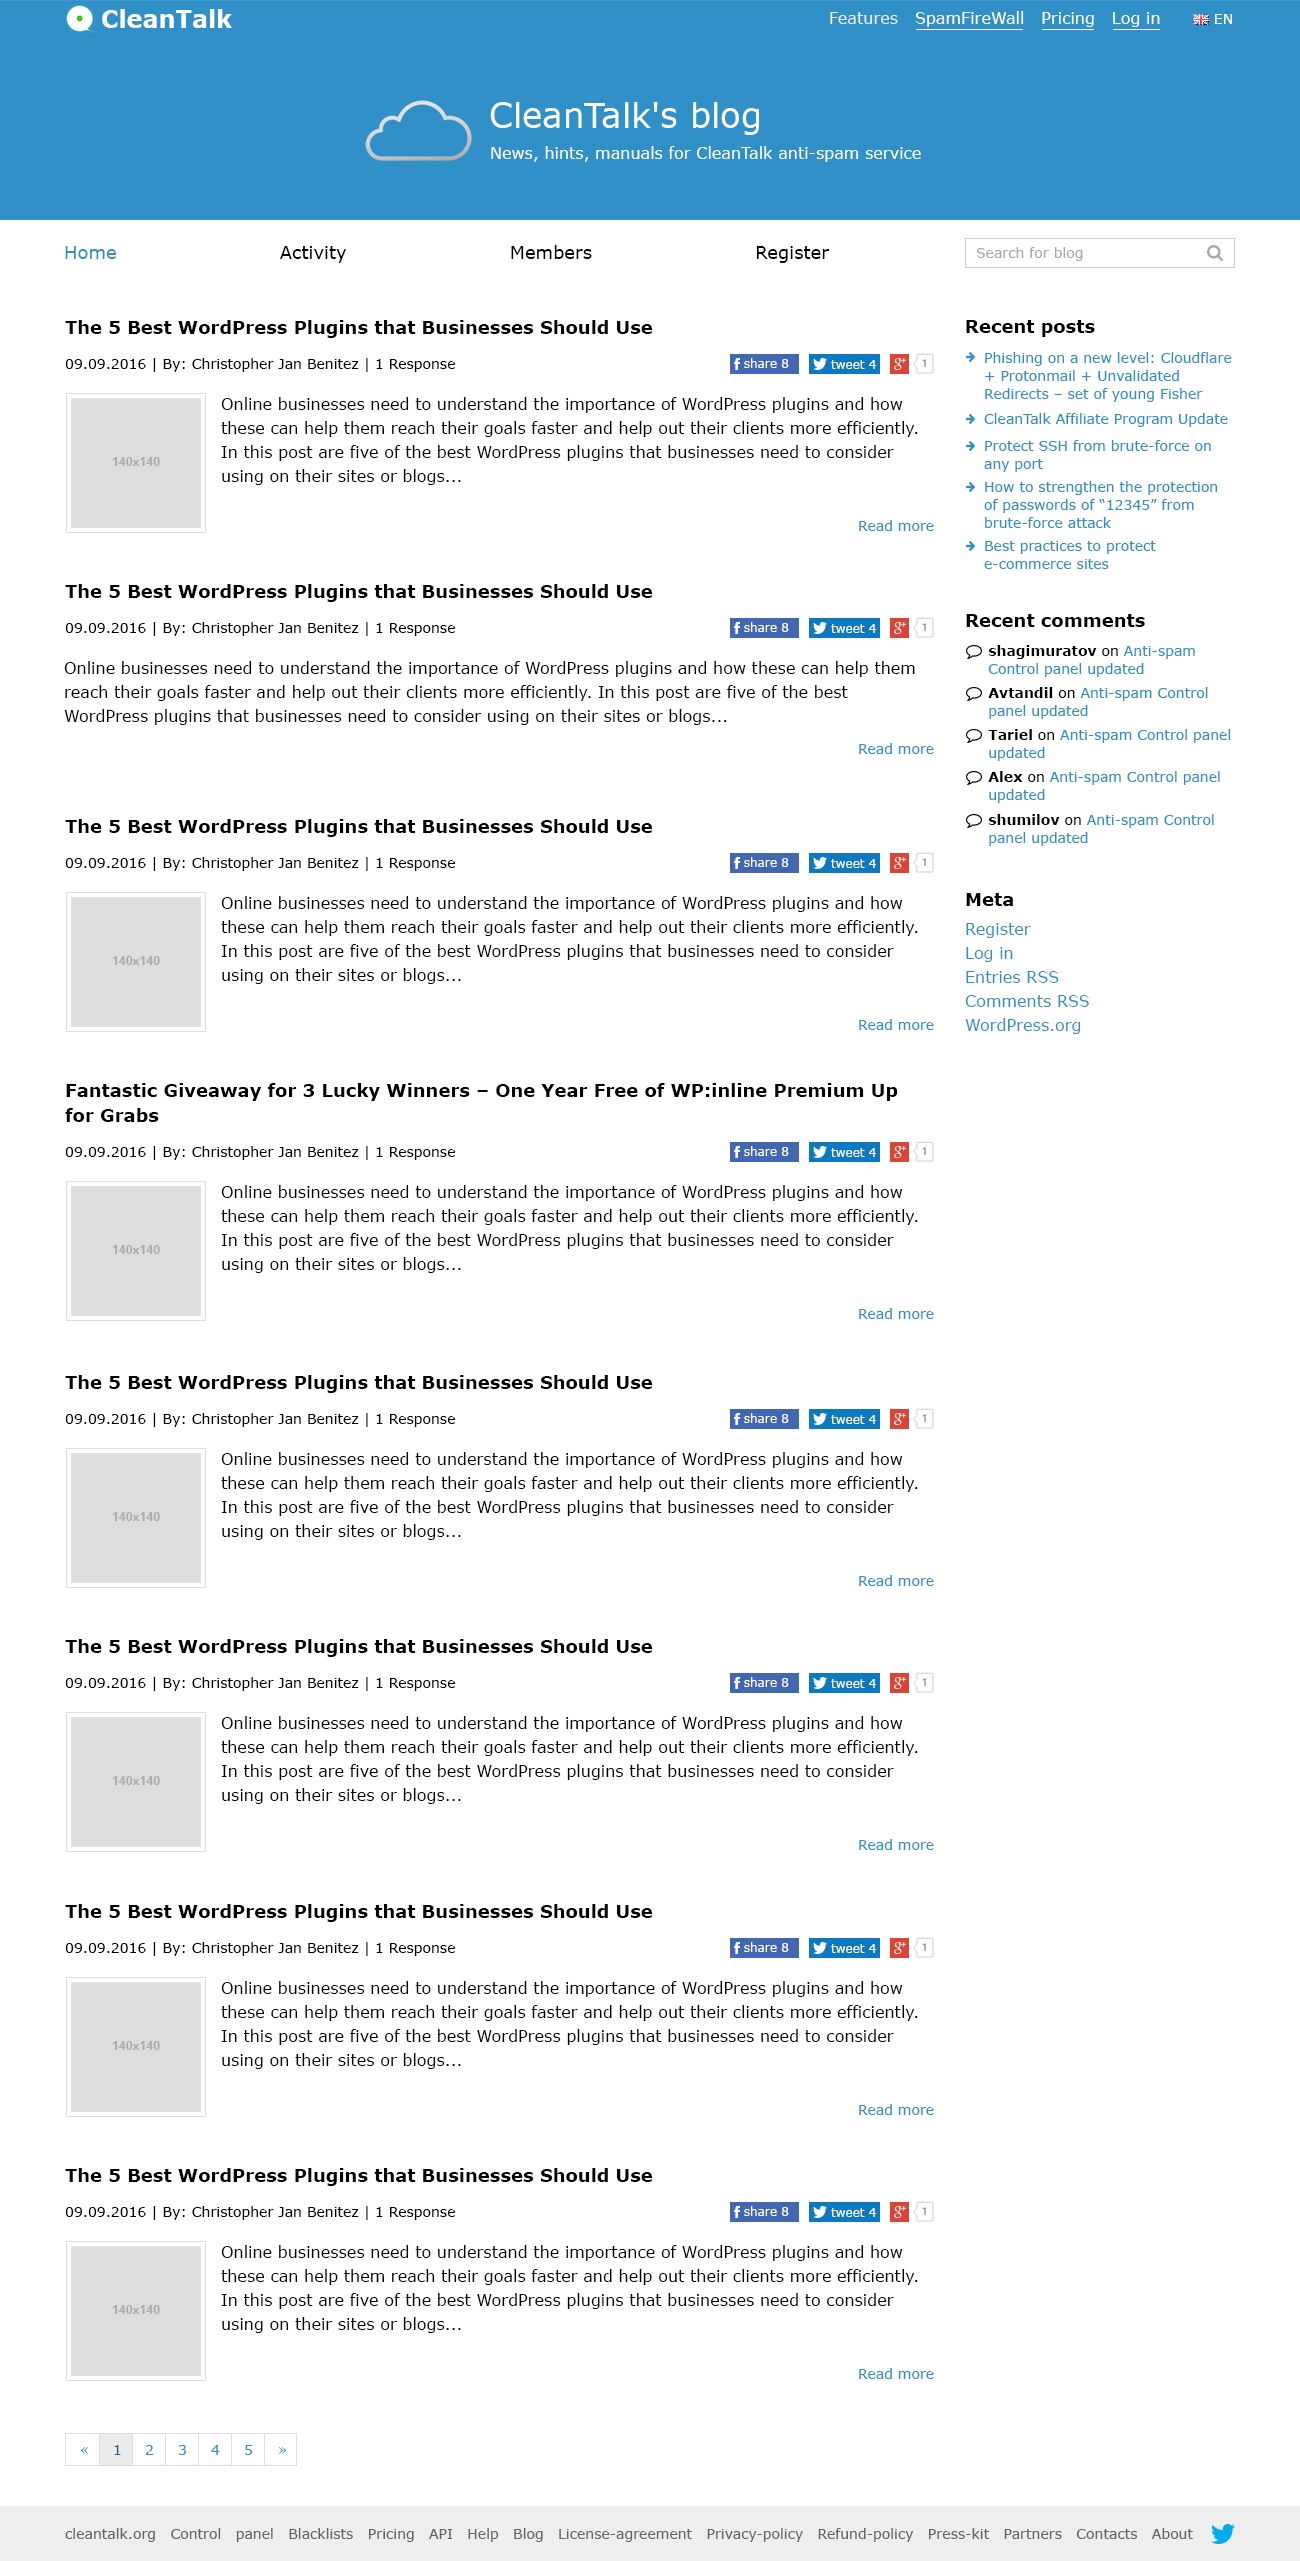 CleanTalk
Features SpamFireWall Pricing Log in EN
CleanTalk's blog
News, hints, manuals for CleanTalk anti-spam service
Home Activity Members Register
Search for blog
The 5 Best WordPress Plugins that Businesses Should Use
09.09.2016 | By: Christopher Jan Benitez | 1 Response
share 8 tweet 4 g+ 1
140x140
Online businesses need to understand the importance of WordPress plugins and how
these can help them reach their goals faster and help out their clients more efficiently.
In this post are five of the best WordPress plugins that businesses need to consider
using on their sites or blogs...
Read more
The 5 Best WordPress Plugins that Businesses Should Use
09.09.2016 | By: Christopher Jan Benitez | 1 Response
share 8 tweet 4 g+ 1
Online businesses need to understand the importance of WordPress plugins and how these can help them
reach their goals faster and help out their clients more efficiently. In this post are five of the best
WordPress plugins that businesses need to consider using on their sites or blogs...
Read more
The 5 Best WordPress Plugins that Businesses Should Use
09.09.2016 | By: Christopher Jan Benitez | 1 Response
share 8 tweet 4 g+ 1
140x140
Online businesses need to understand the importance of WordPress plugins and how
these can help them reach their goals faster and help out their clients more efficiently.
In this post are five of the best WordPress plugins that businesses need to consider
using on their sites or blogs...
Read more
Fantastic Giveaway for 3 Lucky Winners – One Year Free of WP:inline Premium Up
for Grabs
09.09.2016 | By: Christopher Jan Benitez | 1 Response
share 8 tweet 4 g+ 1
140x140
Online businesses need to understand the importance of WordPress plugins and how
these can help them reach their goals faster and help out their clients more efficiently.
In this post are five of the best WordPress plugins that businesses need to consider
using on their sites or blogs...
Read more
The 5 Best WordPress Plugins that Businesses Should Use
09.09.2016 | By: Christopher Jan Benitez | 1 Response
share 8 tweet 4 g+ 1
140x140
Online businesses need to understand the importance of WordPress plugins and how
these can help them reach their goals faster and help out their clients more efficiently.
In this post are five of the best WordPress plugins that businesses need to consider
using on their sites or blogs...
Read more
The 5 Best WordPress Plugins that Businesses Should Use
09.09.2016 | By: Christopher Jan Benitez | 1 Response
share 8 tweet 4 g+ 1
140x140
Online businesses need to understand the importance of WordPress plugins and how
these can help them reach their goals faster and help out their clients more efficiently.
In this post are five of the best WordPress plugins that businesses need to consider
using on their sites or blogs...
Read more
The 5 Best WordPress Plugins that Businesses Should Use
09.09.2016 | By: Christopher Jan Benitez | 1 Response
share 8 tweet 4 g+ 1
140x140
Online businesses need to understand the importance of WordPress plugins and how
these can help them reach their goals faster and help out their clients more efficiently.
In this post are five of the best WordPress plugins that businesses need to consider
using on their sites or blogs...
Read more
The 5 Best WordPress Plugins that Businesses Should Use
09.09.2016 | By: Christopher Jan Benitez | 1 Response
share 8 tweet 4 g+ 1
140x140
Online businesses need to understand the importance of WordPress plugins and how
these can help them reach their goals faster and help out their clients more efficiently.
In this post are five of the best WordPress plugins that businesses need to consider
using on their sites or blogs...
Read more
« 1 2 3 4 5 »
Recent posts
Phishing on a new level: Cloudflare
+ Protonmail + Unvalidated
Redirects – set of young Fisher
CleanTalk Affiliate Program Update
Protect SSH from brute-force on
any port
How to strengthen the protection
of passwords of “12345” from
brute-force attack
Best practices to protect
e-commerce sites
Recent comments
shagimuratov on Anti-spam
Control panel updated
Avtandil on Anti-spam Control
panel updated
Tariel on Anti-spam Control panel
updated
Alex on Anti-spam Control panel
updated
shumilov on Anti-spam Control
panel updated
Meta
Register
Log in
Entries RSS
Comments RSS
WordPress.org
cleantalk.org Control panel Blacklists Pricing API Help Blog License-agreement Privacy-policy Refund-policy Press-kit Partners Contacts About